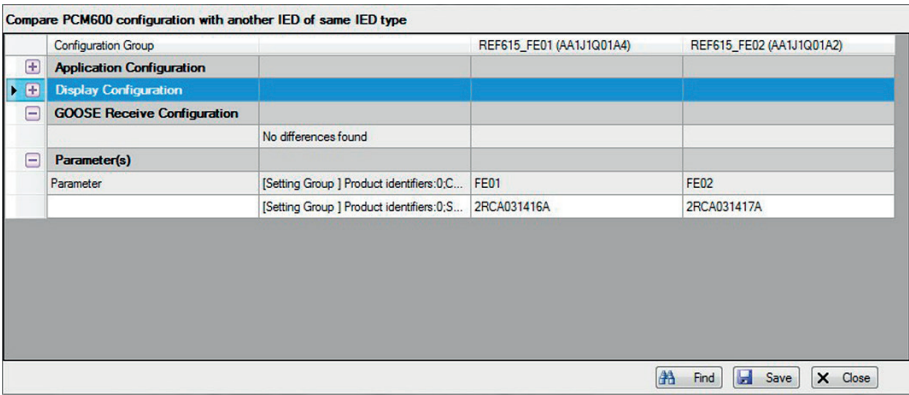 Compare PCM600 configuration with another IED of same IED type
Configuration Group REF615_FE01 (AA1J1Q01A4) REF615_FE02 (AA1J1Q01A2)
Application Configuration
Display Configuration
GOOSE Receive Configuration
No differences found
Parameter(s)
Parameter [Setting Group ] Product identifiers:0;C... FE01 FE02
[Setting Group ] Product identifiers:0;S... 2RCA031416A 2RCA031417A
Find Save Close